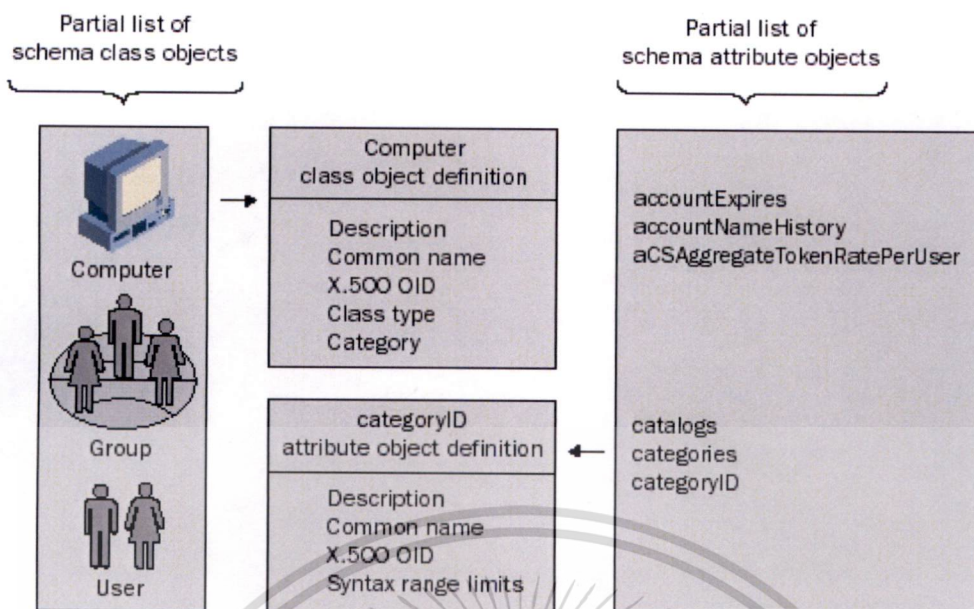 Partial list of
schema class objects
Partial list of
schema attribute objects
Computer
Group
User
Computer
class object definition
Description
Common name
X.500 OID
Class type
Category
categoryID
attribute object definition
Description
Common name
X.500 OID
Syntax range limits
accountExpires
accountNameHistory
aCSAggregateTokenRatePerUser
catalogs
categories
categoryID